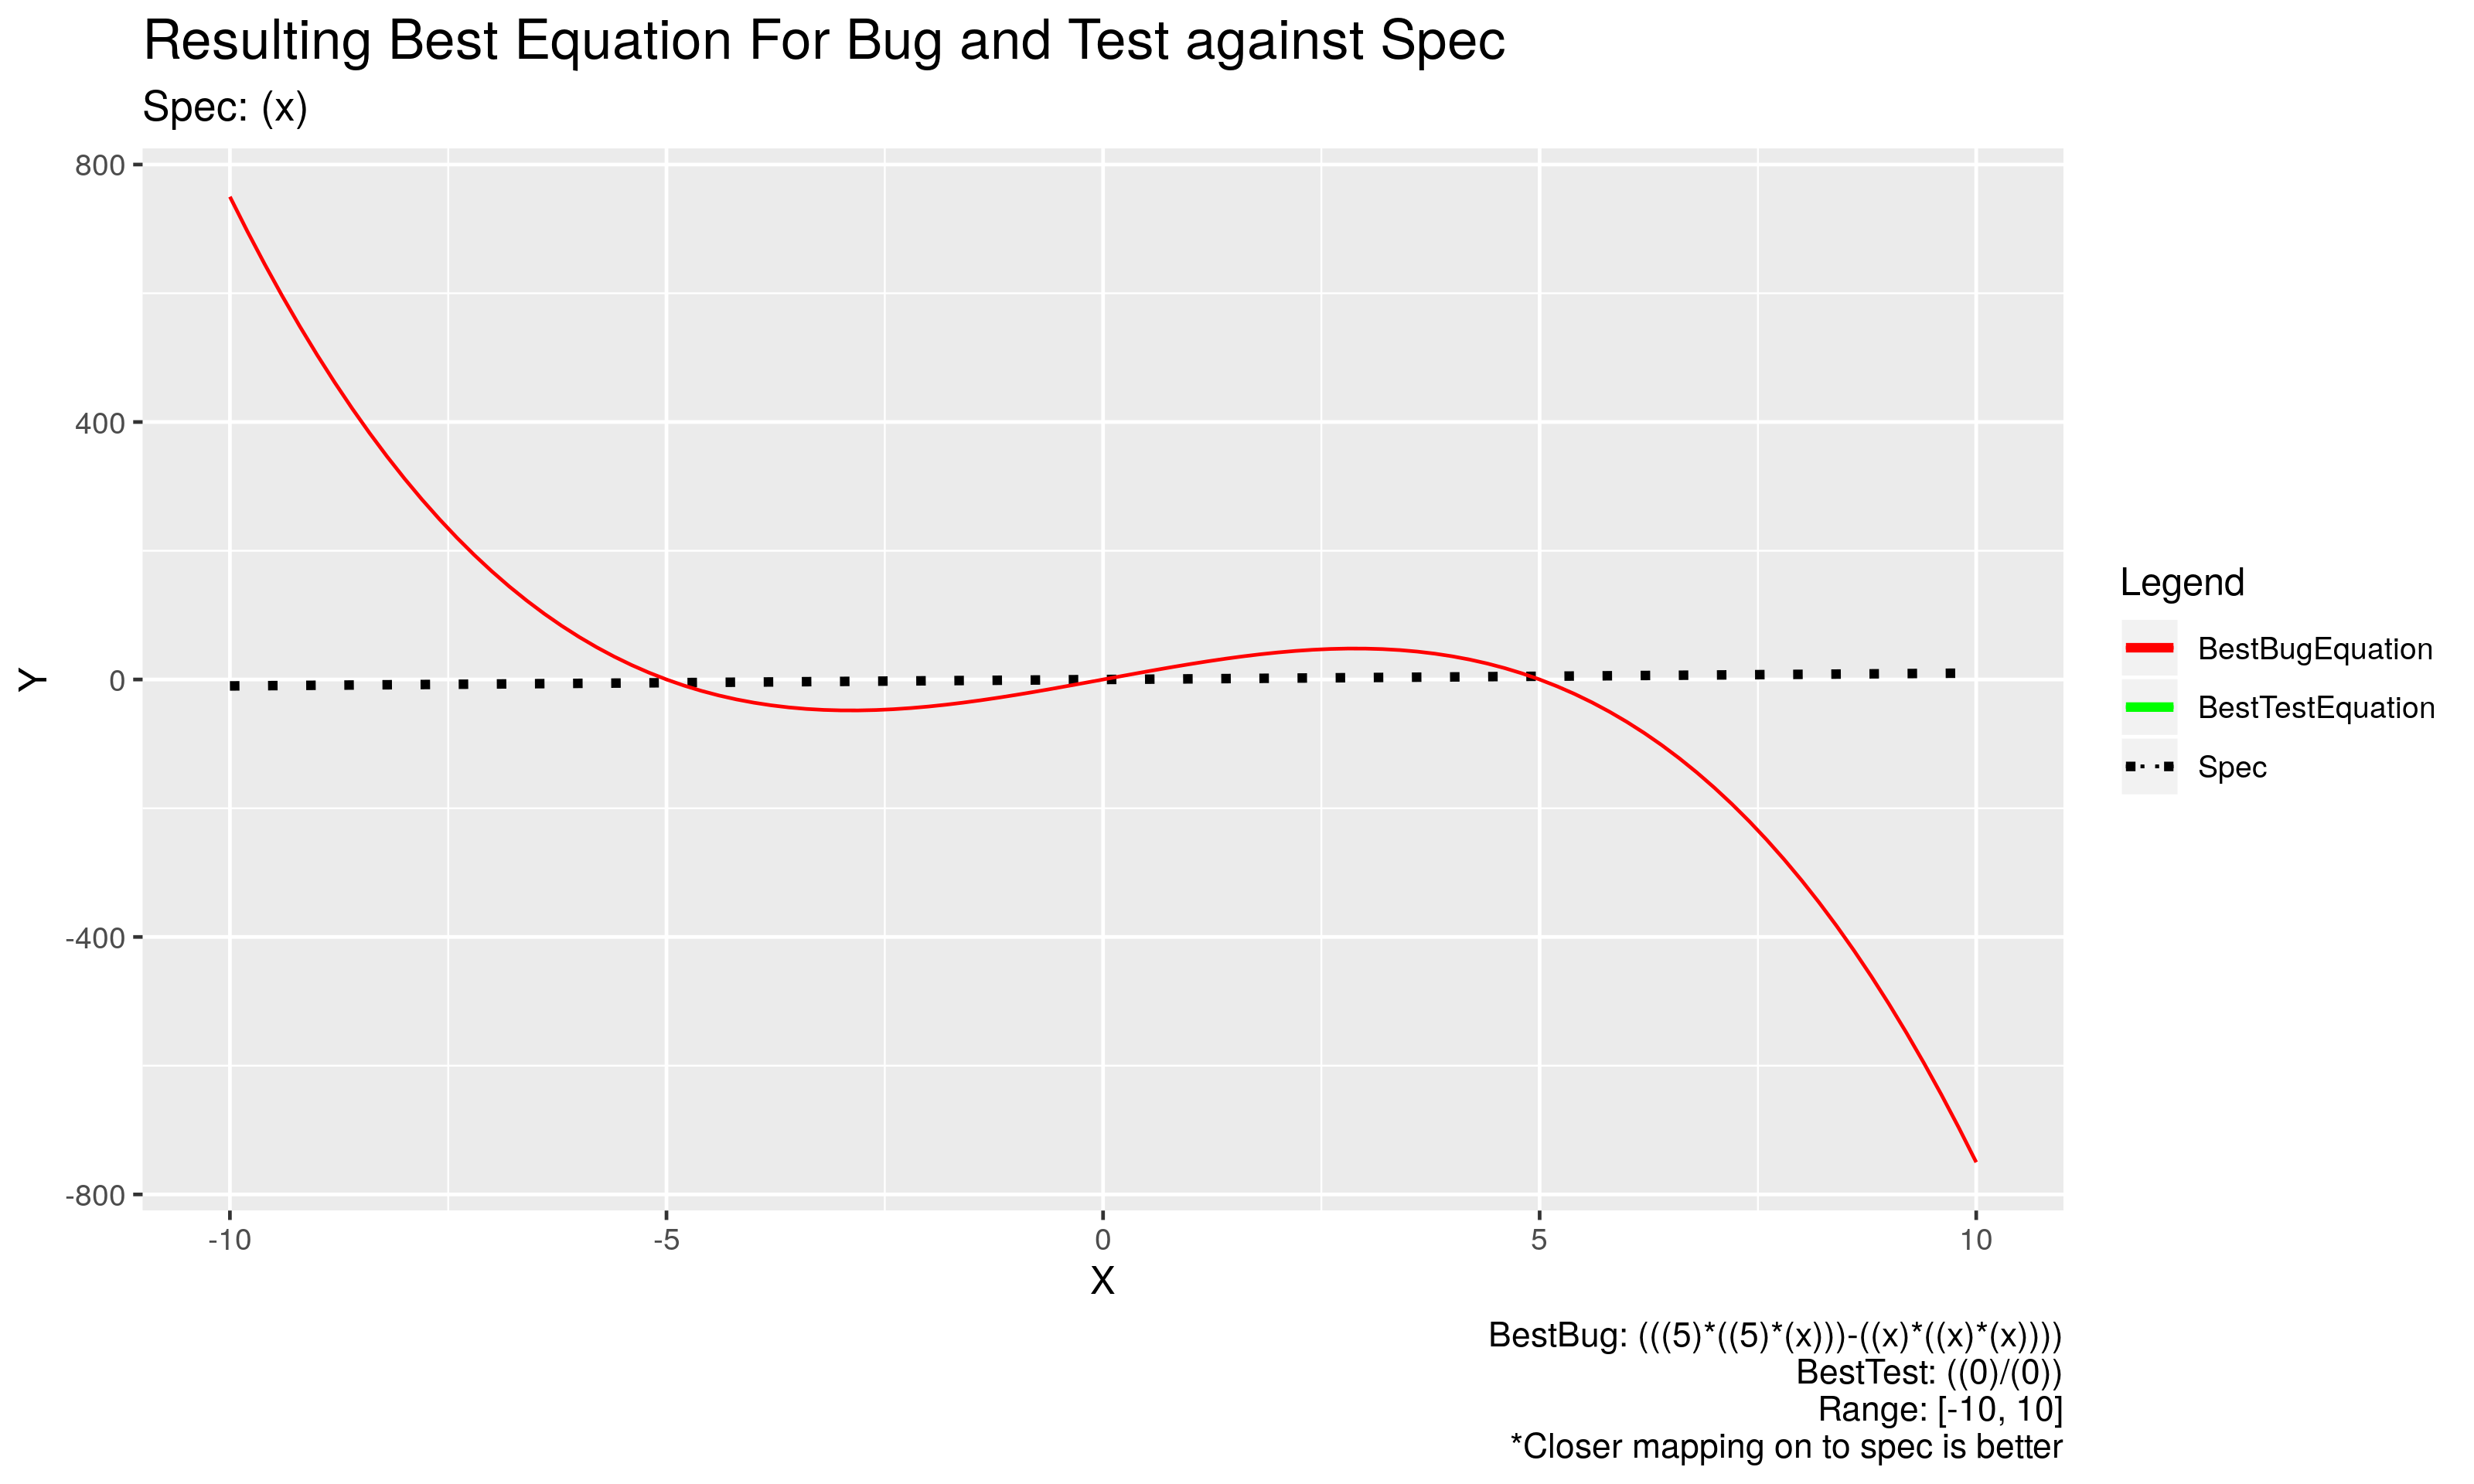 Resulting Best Equation For Bug and Test against Spec
Spec: (x)
800
400
0
-400
-800
Y
-10
-5
0
5
10
X
Legend
BestBugEquation
BestTestEquation
Spec
BestBug: (((5)*((5)*(x)))-((x)*((x)*(x))))
BestTest: ((0)/(0))
Range: [-10, 10]
*Closer mapping on to spec is better